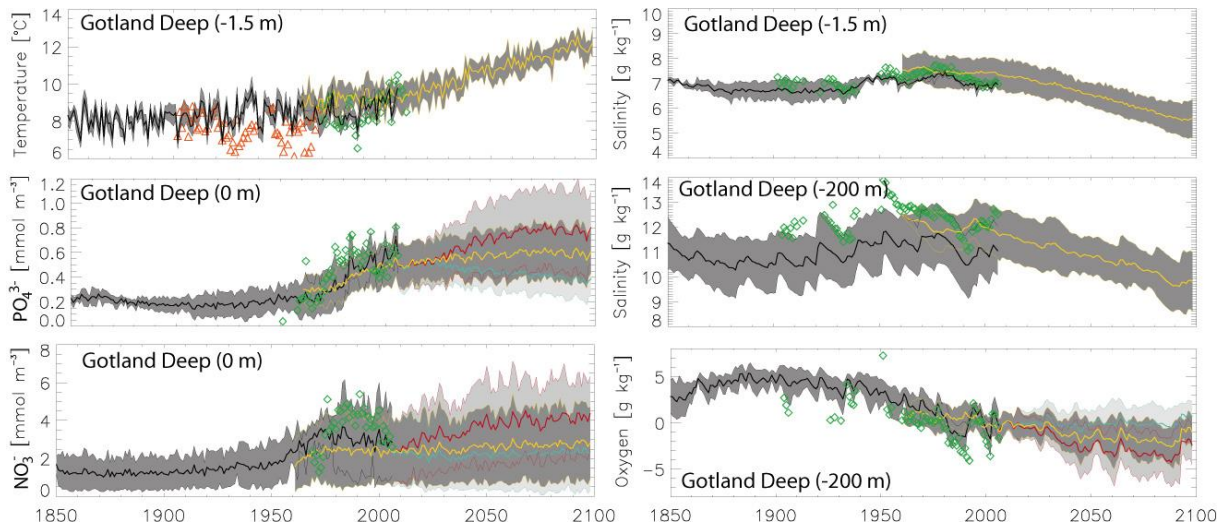 Gotland Deep (-1.5 m)
Temperature [°C]
14
12
10
8
6
Gotland Deep (-1.5 m)
Salinity [g kg⁻¹]
10
9
8
7
6
5
4
Gotland Deep (0 m)
PO₄³⁻ [mmol m⁻³]
1.2
1.0
0.8
0.6
0.4
0.2
0.0
Gotland Deep (-200 m)
Salinity [g kg⁻¹]
14
13
12
11
10
9
8
Gotland Deep (0 m)
NO₃⁻ [mmol m⁻³]
8
6
4
2
0
1850 1900 1950 2000 2050 2100
Gotland Deep (-200 m)
Oxygen [g kg⁻¹]
5
0
−5
1850 1900 1950 2000 2050 2100